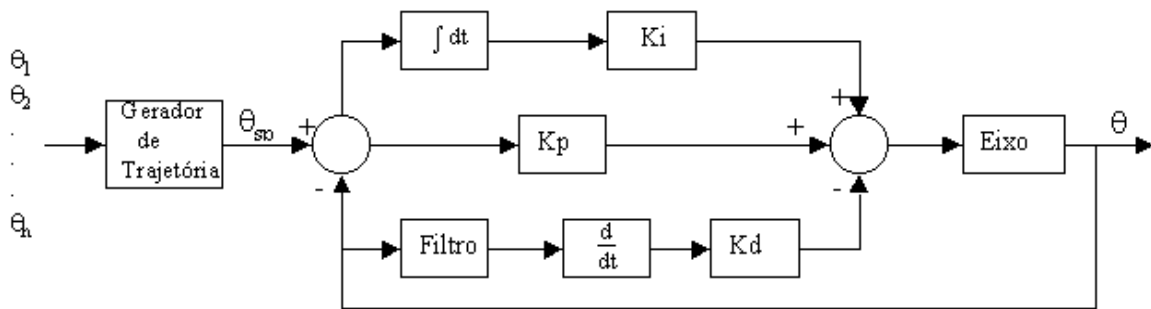 θ1
θ2
.
.
.
θn
Gerador
de
Trajetória
θsp
+
-
∫ dt
Ki
Kp
Filtro
d
dt
Kd
+
+
-
Eixo
θ